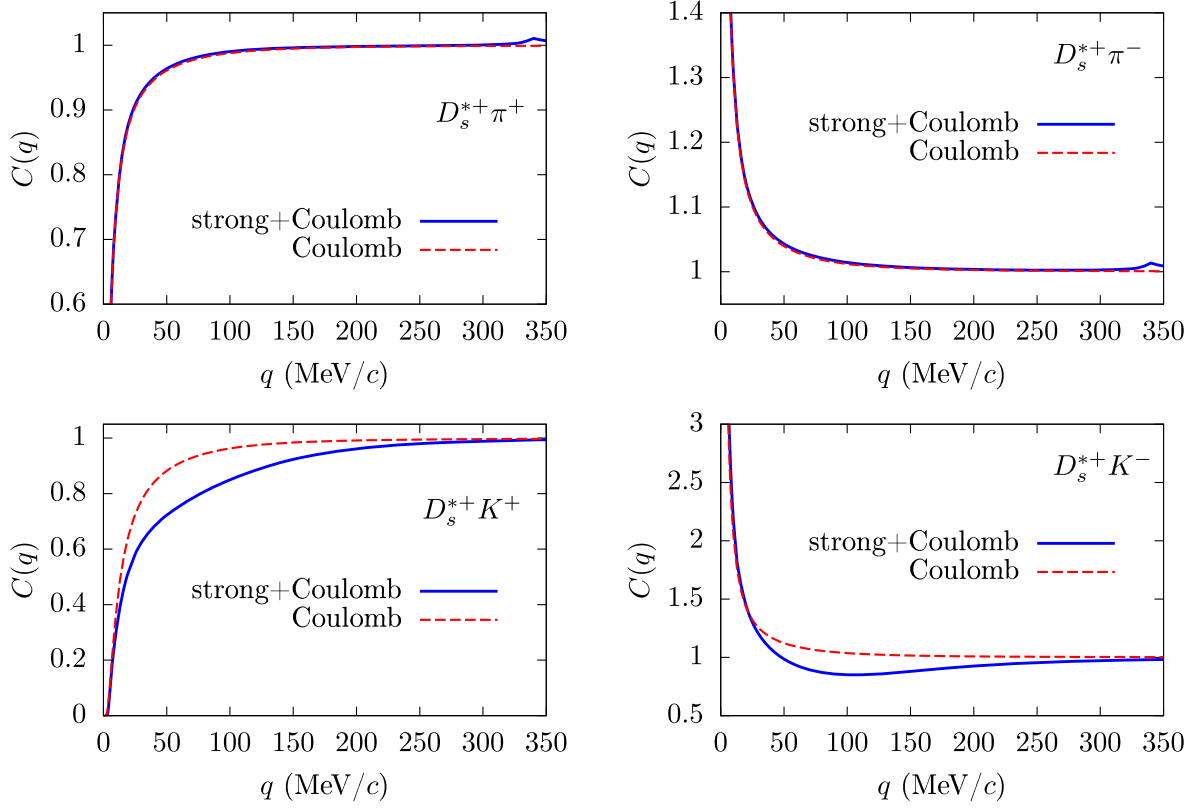 1
0.9
0.8
0.7
0.6
C(q)
D_s^{*+}π^+
strong+Coulomb
Coulomb
0 50 100 150 200 250 300 350
q (MeV/c)
1.4
1.3
1.2
1.1
1
C(q)
D_s^{*+}π^−
strong+Coulomb
Coulomb
0 50 100 150 200 250 300 350
q (MeV/c)
1
0.8
0.6
0.4
0.2
0
C(q)
D_s^{*+}K^+
strong+Coulomb
Coulomb
0 50 100 150 200 250 300 350
q (MeV/c)
3
2.5
2
1.5
1
0.5
C(q)
D_s^{*+}K^−
strong+Coulomb
Coulomb
0 50 100 150 200 250 300 350
q (MeV/c)